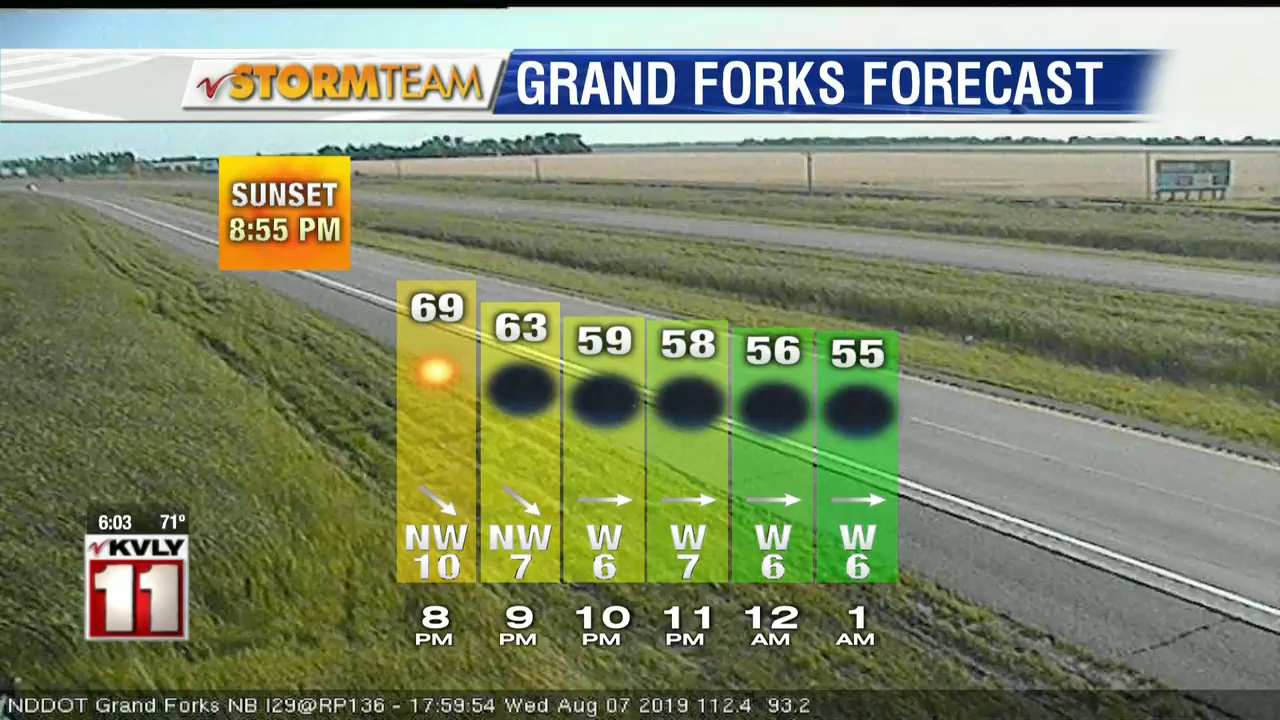 STORMTEAM GRAND FORKS FORECAST
SUNSET
8:55 PM
69 63 59 58 56 55
NW NW W W W W
10 7 6 7 6 6
8 9 10 11 12 1
PM PM PM PM AM AM
6:03 71°
KVLY
11
NDDOT Grand Forks NB I29@RP136 - 17:59:54 Wed Aug 07 2019 112.4 93.2